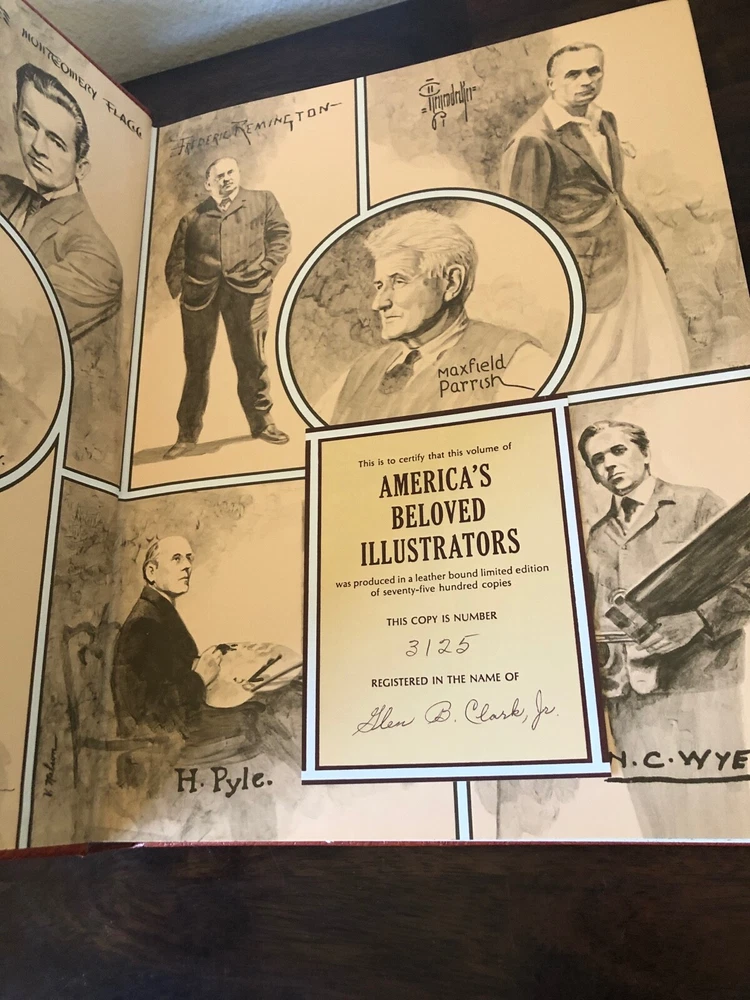 MONTGOMERY FLAGG
FREDERIC REMINGTON
Leyendecker
Maxfield
Parrish
This is to certify that this volume of
AMERICA'S
BELOVED
ILLUSTRATORS
was produced in a leather bound limited edition
of seventy-five hundred copies
THIS COPY IS NUMBER
3125
REGISTERED IN THE NAME OF
Glen B. Clark, Jr.
H. Pyle.
N.C. WYE